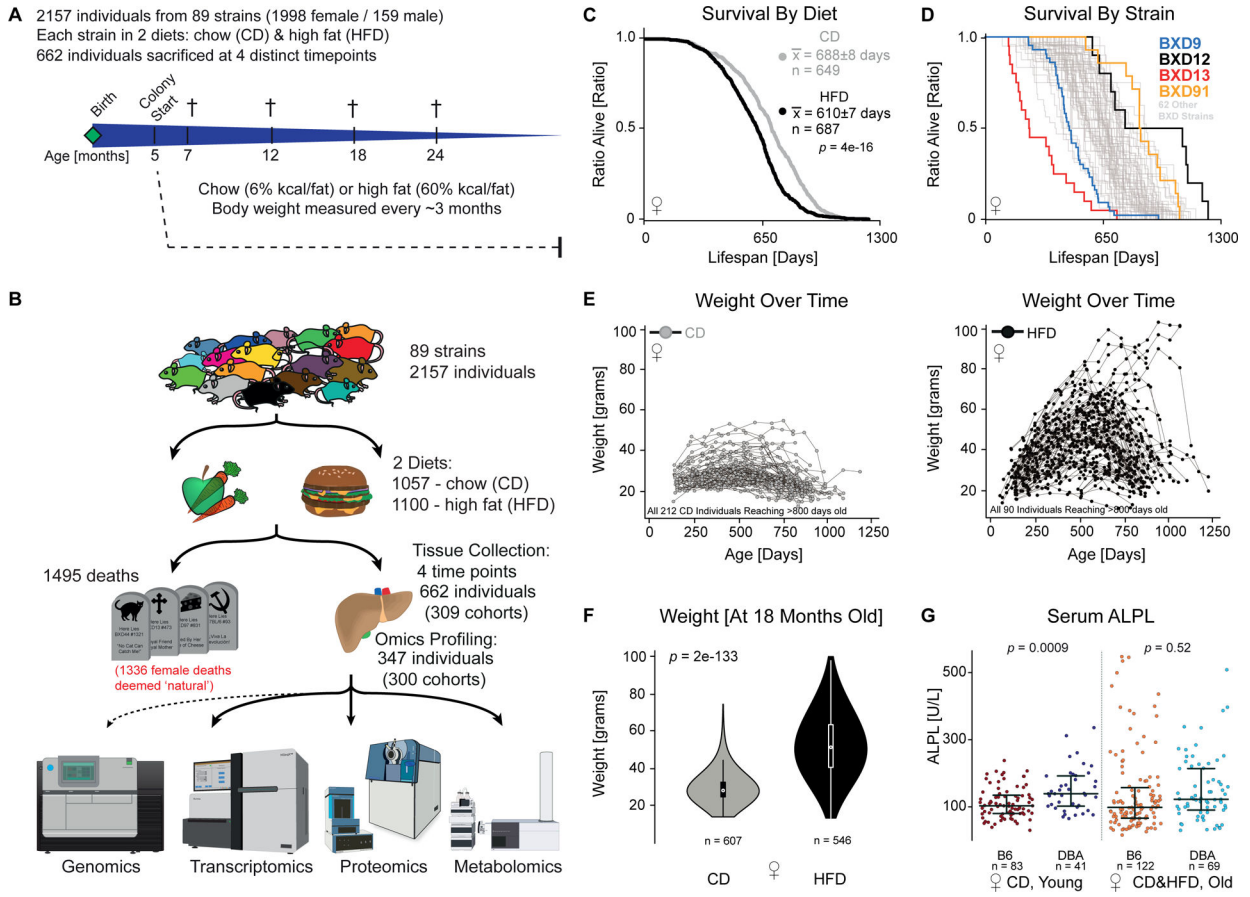 A
2157 individuals from 89 strains (1998 female / 159 male)
Each strain in 2 diets: chow (CD) & high fat (HFD)
662 individuals sacrificed at 4 distinct timepoints
Birth
Colony
Start
† † † †
Age [months] 5 7 12 18 24
Chow (6% kcal/fat) or high fat (60% kcal/fat)
Body weight measured every ~3 months
B
89 strains
2157 individuals
2 Diets:
1057 - chow (CD)
1100 - high fat (HFD)
1495 deaths
Tissue Collection:
4 time points
662 individuals
(309 cohorts)
Here Lies
BXD44 #1321
"No Cat Can
Catch Me!"
(1336 female deaths
deemed 'natural')
Omics Profiling:
347 individuals
(300 cohorts)
Genomics
Transcriptomics
Proteomics
Metabolomics
C
Survival By Diet
CD
x = 688±8 days
n = 649
HFD
x = 610±7 days
n = 687
p = 4e-16
Ratio Alive [Ratio]
1.0
0.5
0
♀
0 650 1300
Lifespan [Days]
D
Survival By Strain
BXD9
BXD12
BXD13
BXD91
62 Other
BXD Strains
Ratio Alive [Ratio]
1.0
0.5
0
♀
0 650 1300
Lifespan [Days]
E
Weight Over Time
CD
♀
Weight [grams]
100
80
60
40
20
All 212 CD Individuals Reaching >800 days old
0 250 500 750 1000 1250
Age [Days]
Weight Over Time
HFD
♀
Weight [grams]
100
80
60
40
20
All 90 Individuals Reaching >800 days old
0 250 500 750 1000 1250
Age [Days]
F
Weight [At 18 Months Old]
p = 2e-133
Weight [grams]
100
80
60
40
20
n = 607 n = 546
CD ♀ HFD
G
Serum ALPL
p = 0.0009 p = 0.52
ALPL [U/L]
500
300
100
B6 DBA B6 DBA
n = 83 n = 41 n = 122 n = 69
♀ CD, Young ♀ CD&HFD, Old